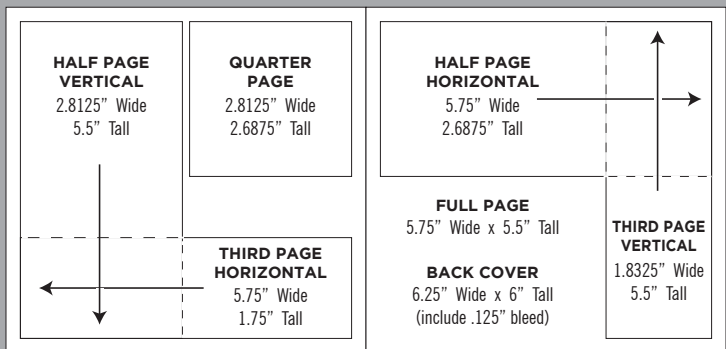 HALF PAGE
VERTICAL
2.8125” Wide
5.5” Tall
QUARTER
PAGE
2.8125” Wide
2.6875” Tall
THIRD PAGE
HORIZONTAL
5.75” Wide
1.75” Tall
HALF PAGE
HORIZONTAL
5.75” Wide
2.6875” Tall
FULL PAGE
5.75” Wide x 5.5” Tall
BACK COVER
6.25” Wide x 6” Tall
(include .125” bleed)
THIRD PAGE
VERTICAL
1.8325” Wide
5.5” Tall